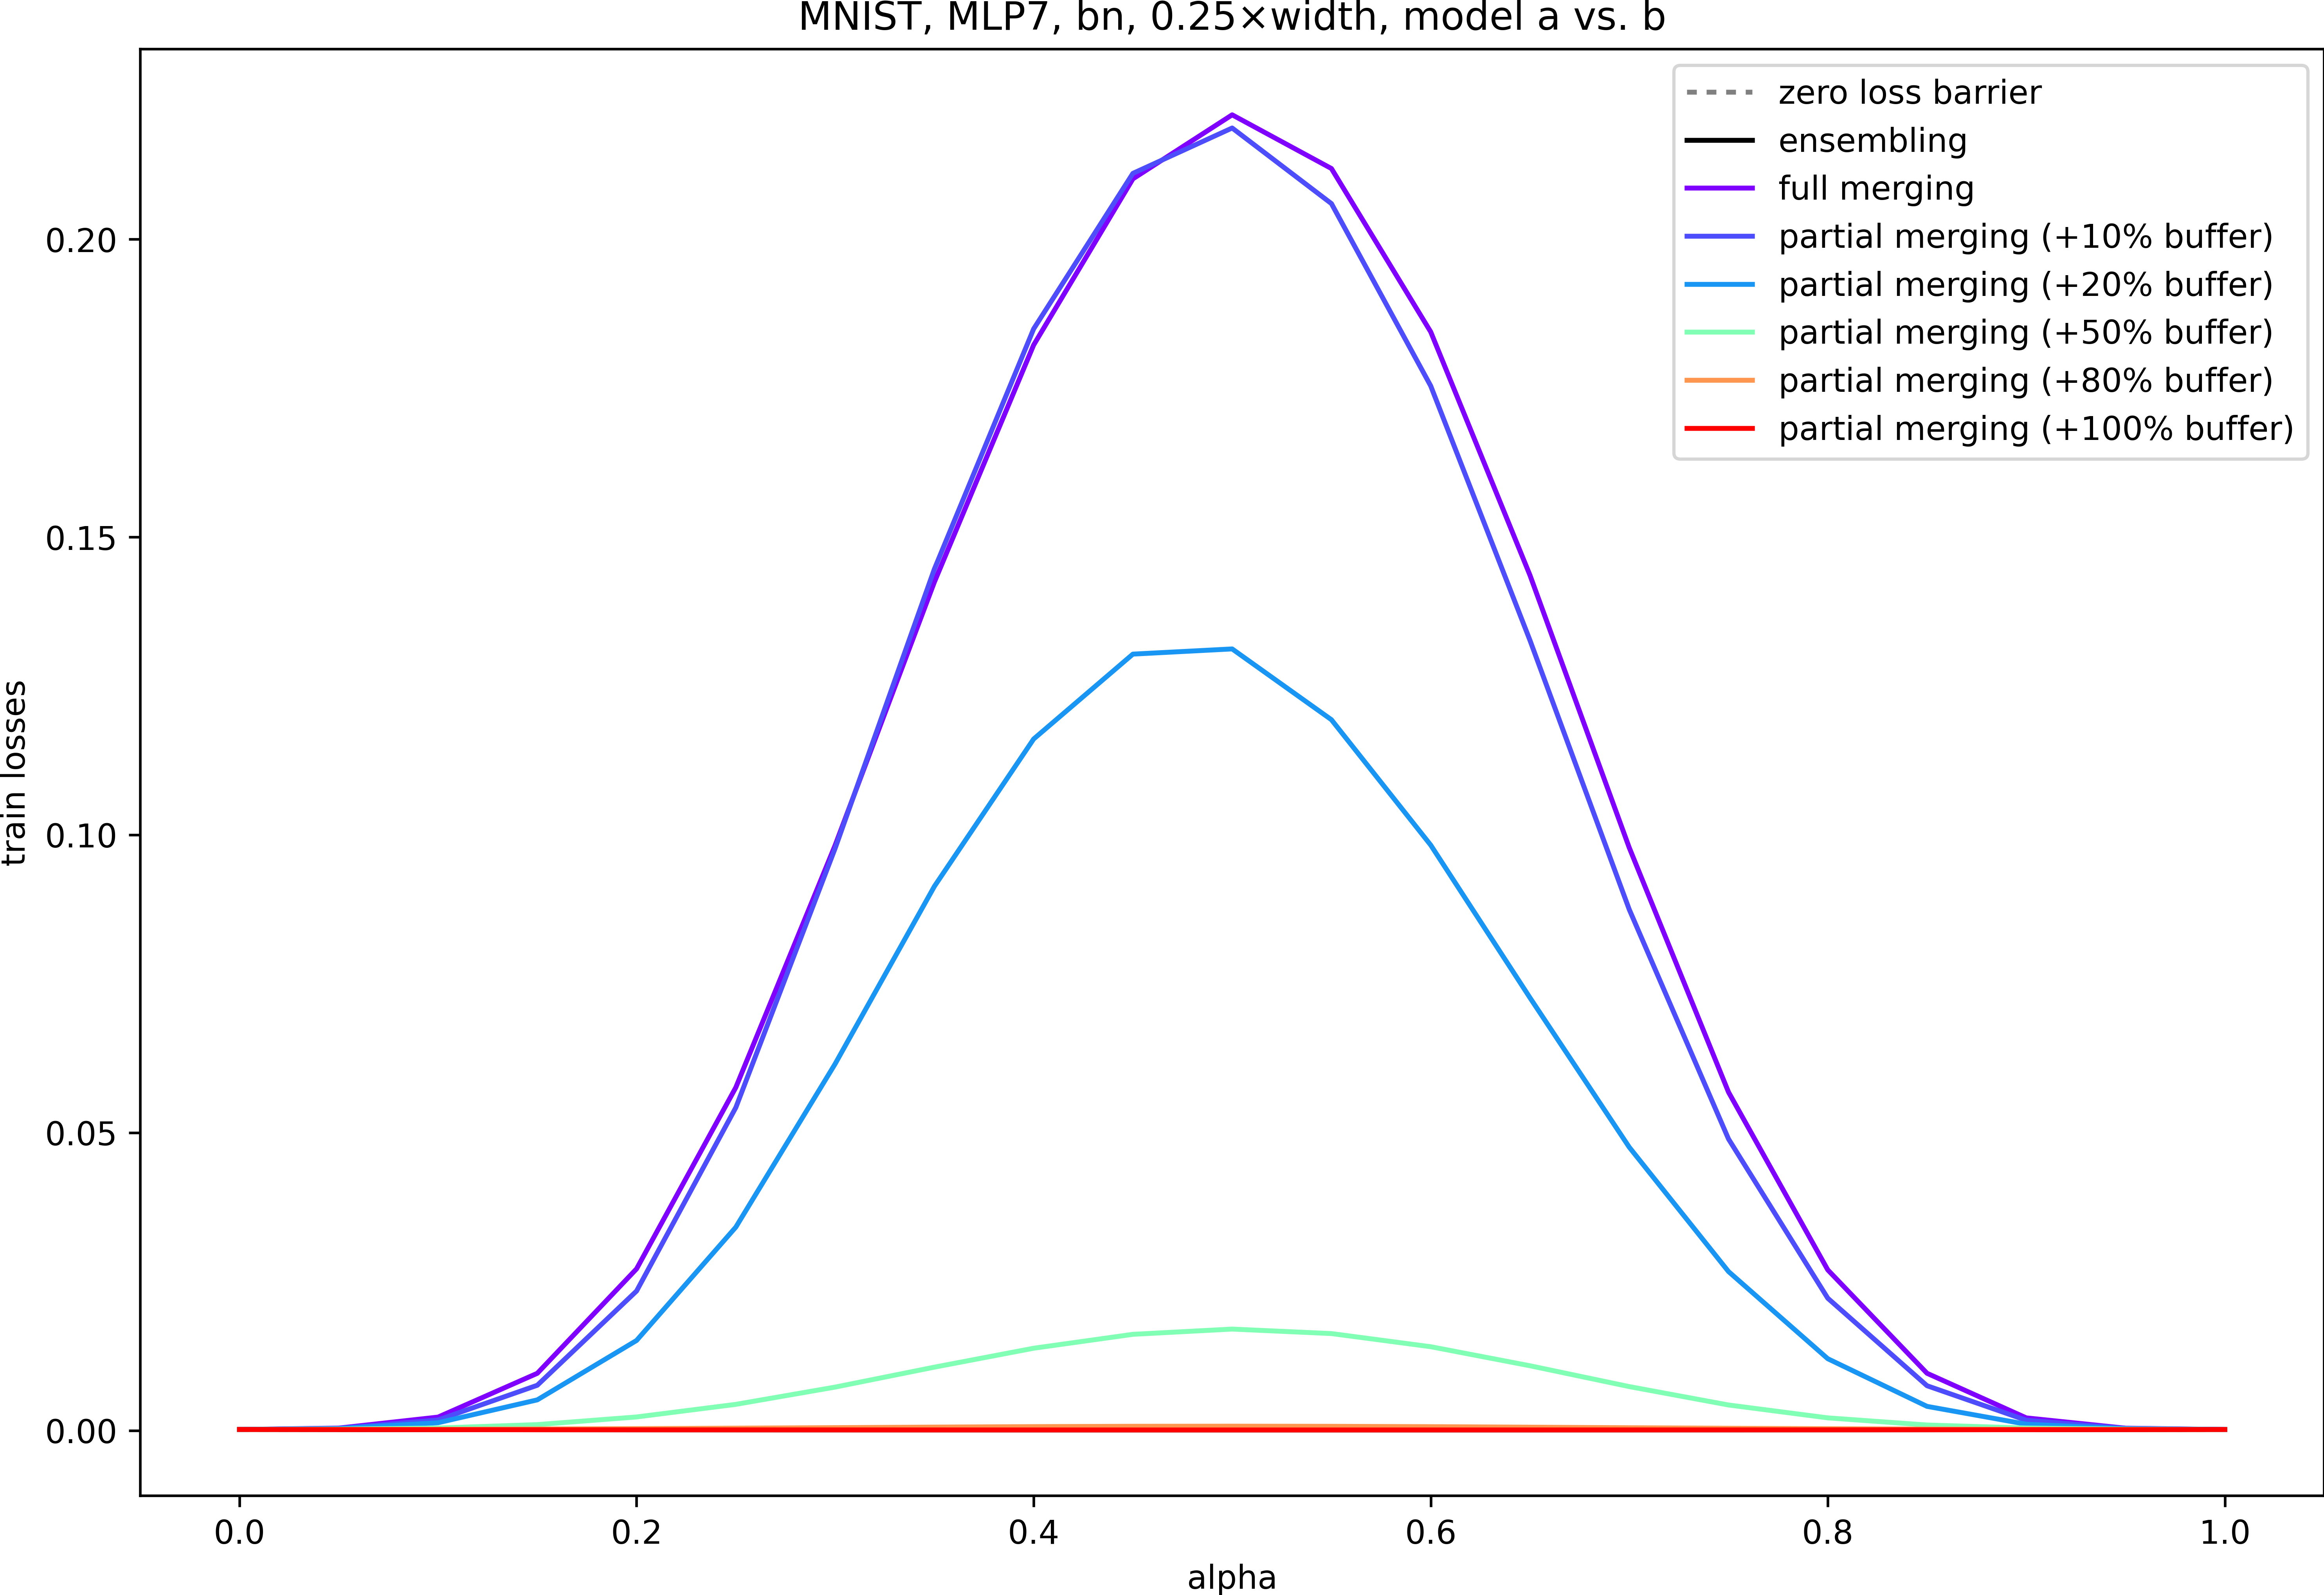 MNIST, MLP7, bn, 0.25×width, model a vs. b
zero loss barrier
ensembling
full merging
partial merging (+10% buffer)
partial merging (+20% buffer)
partial merging (+50% buffer)
partial merging (+80% buffer)
partial merging (+100% buffer)
0.20
0.15
0.10
0.05
0.00
train losses
0.0 0.2 0.4 0.6 0.8 1.0
alpha